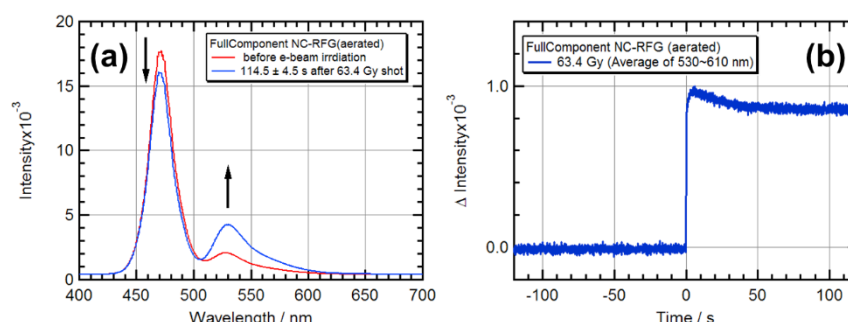 (a)
FullComponent NC-RFG(aerated)
before e-beam irrdiation
114.5 ± 4.5 s after 63.4 Gy shot
20
15
10
5
0
Intensityx10⁻³
400 450 500 550 600 650 700
Wavelength / nm
(b)
FullComponent NC-RFG (aerated)
63.4 Gy (Average of 530~610 nm)
1.0
0.0
Δ Intensityx10⁻³
-100 -50 0 50 100
Time / s